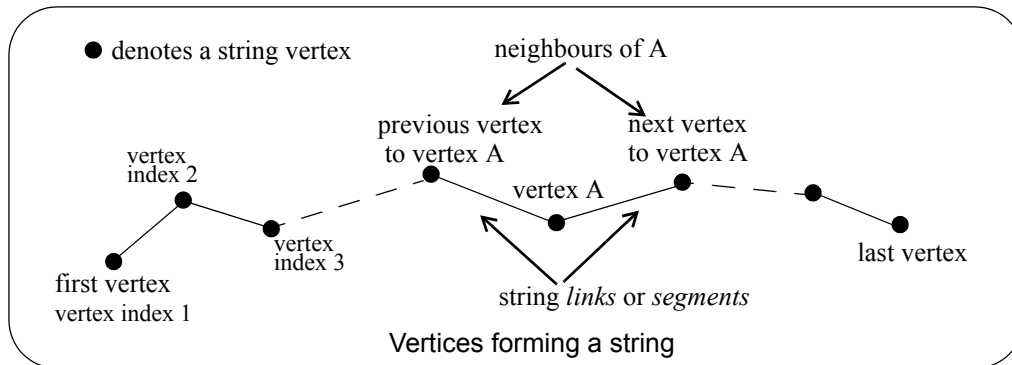 denotes a string vertex
neighbours of A
previous vertex
to vertex A
next vertex
to vertex A
vertex
index 2
vertex A
vertex
index 3
first vertex
vertex index 1
last vertex
string links or segments
Vertices forming a string